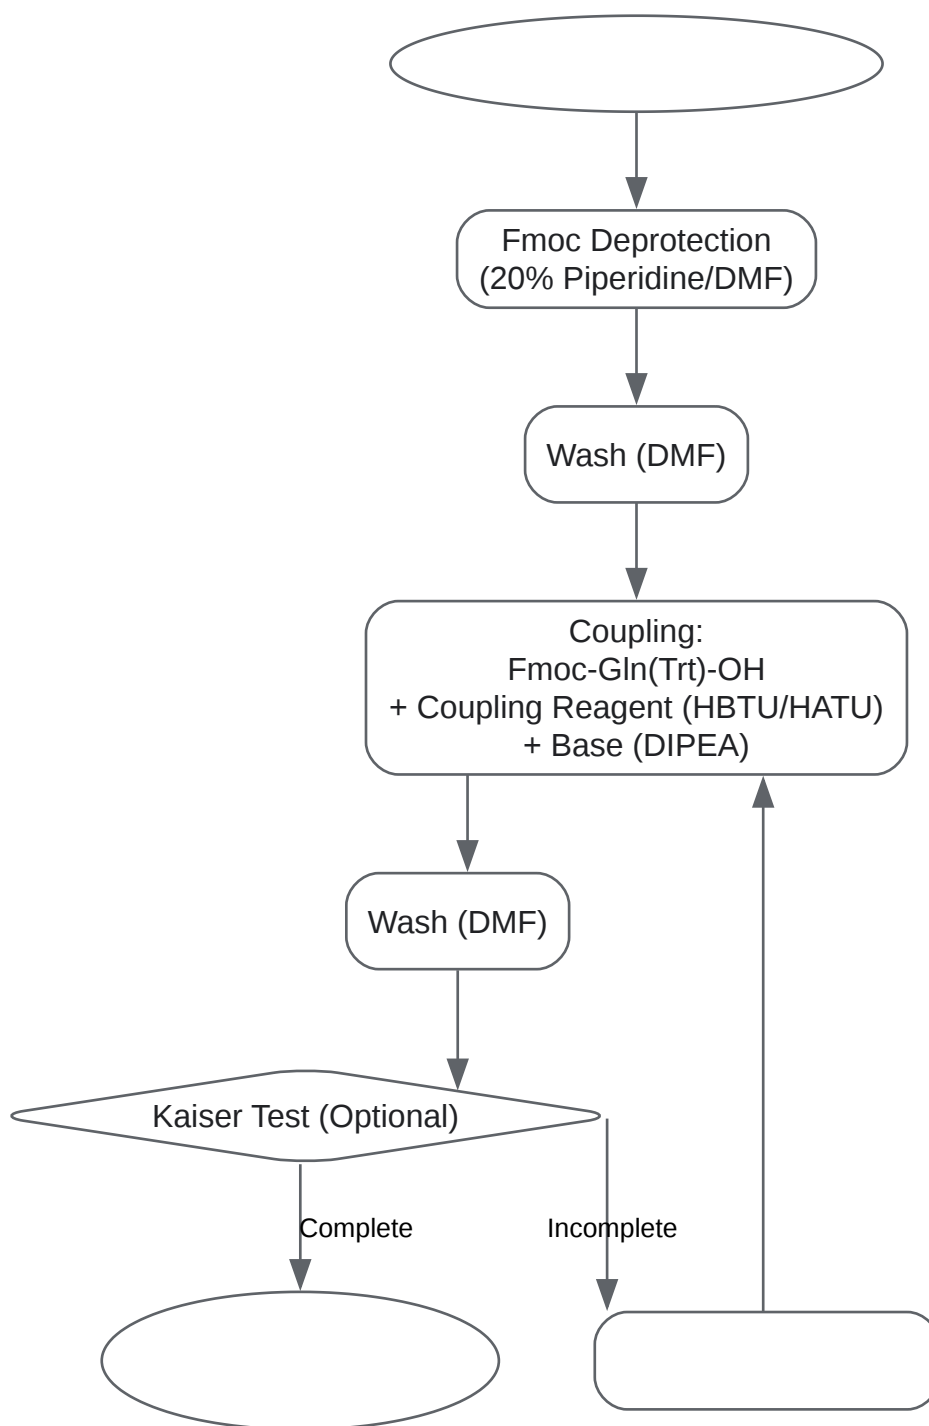 Fmoc Deprotection
(20% Piperidine/DMF)
Wash (DMF)
Coupling:
Fmoc-Gln(Trt)-OH
+ Coupling Reagent (HBTU/HATU)
+ Base (DIPEA)
Wash (DMF)
Kaiser Test (Optional)
Complete
Incomplete